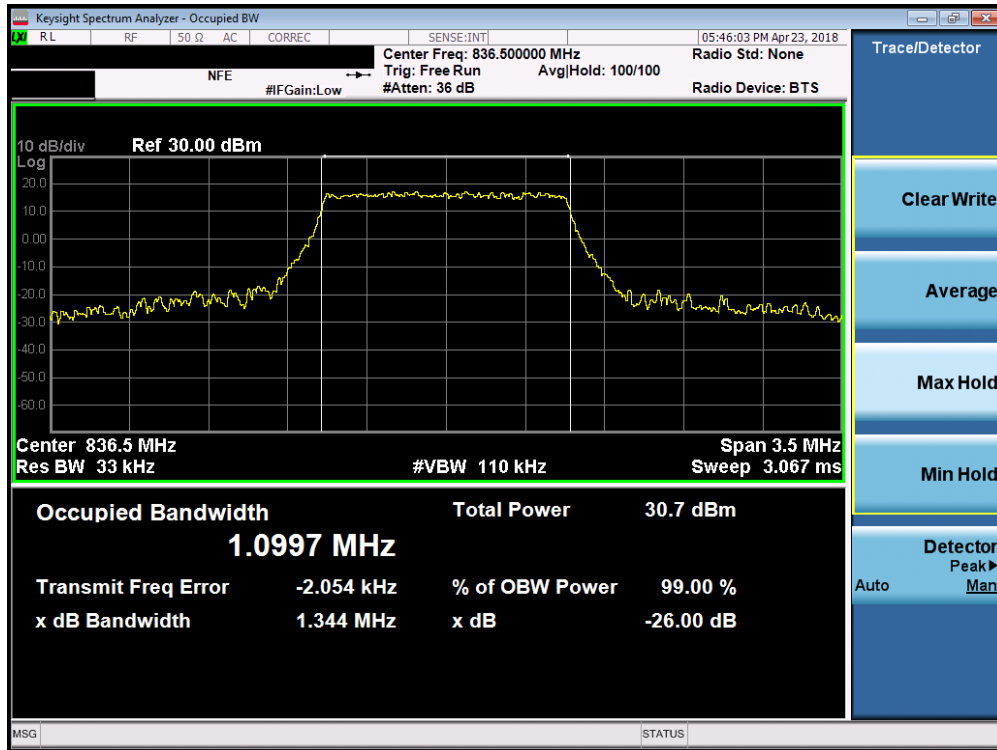 Keysight Spectrum Analyzer - Occupied BW
LXI RL RF 50 Ω AC CORREC SENSE:INT 05:46:03 PM Apr 23, 2018
Center Freq: 836.500000 MHz Radio Std: None
NFE Trig: Free Run Avg|Hold: 100/100
#IFGain:Low #Atten: 36 dB Radio Device: BTS
Trace/Detector
10 dB/div Ref 30.00 dBm
Log
20.0
10.0
0.00
-10.0
-20.0
-30.0
-40.0
-50.0
-60.0
Center 836.5 MHz Span 3.5 MHz
Res BW 33 kHz #VBW 110 kHz Sweep 3.067 ms
Occupied Bandwidth Total Power 30.7 dBm
1.0997 MHz
Transmit Freq Error -2.054 kHz % of OBW Power 99.00 %
x dB Bandwidth 1.344 MHz x dB -26.00 dB
Clear Write
Average
Max Hold
Min Hold
Detector
Peak▶
Auto Man
MSG STATUS